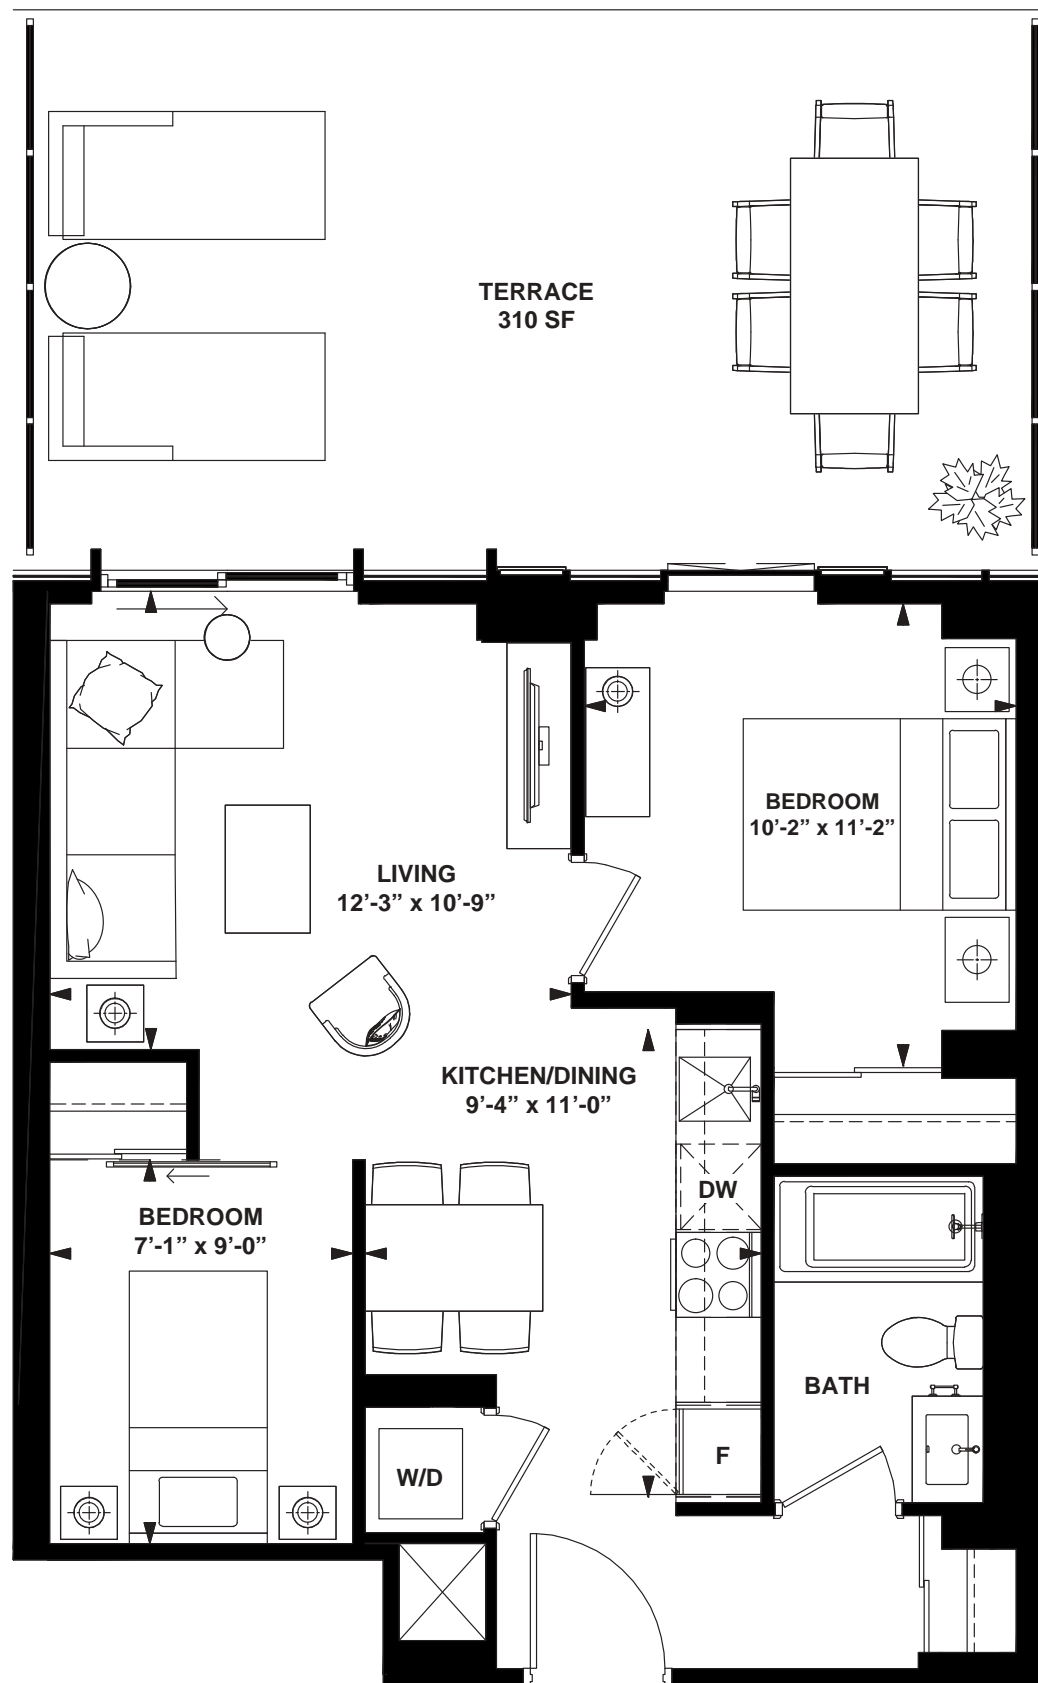 TERRACE
310 SF
BEDROOM
10’-2” x 11’-2”
LIVING
12’-3” x 10’-9”
KITCHEN/DINING
9’-4” x 11’-0”
DW
BEDROOM
7’-1” x 9’-0”
BATH
W/D
F